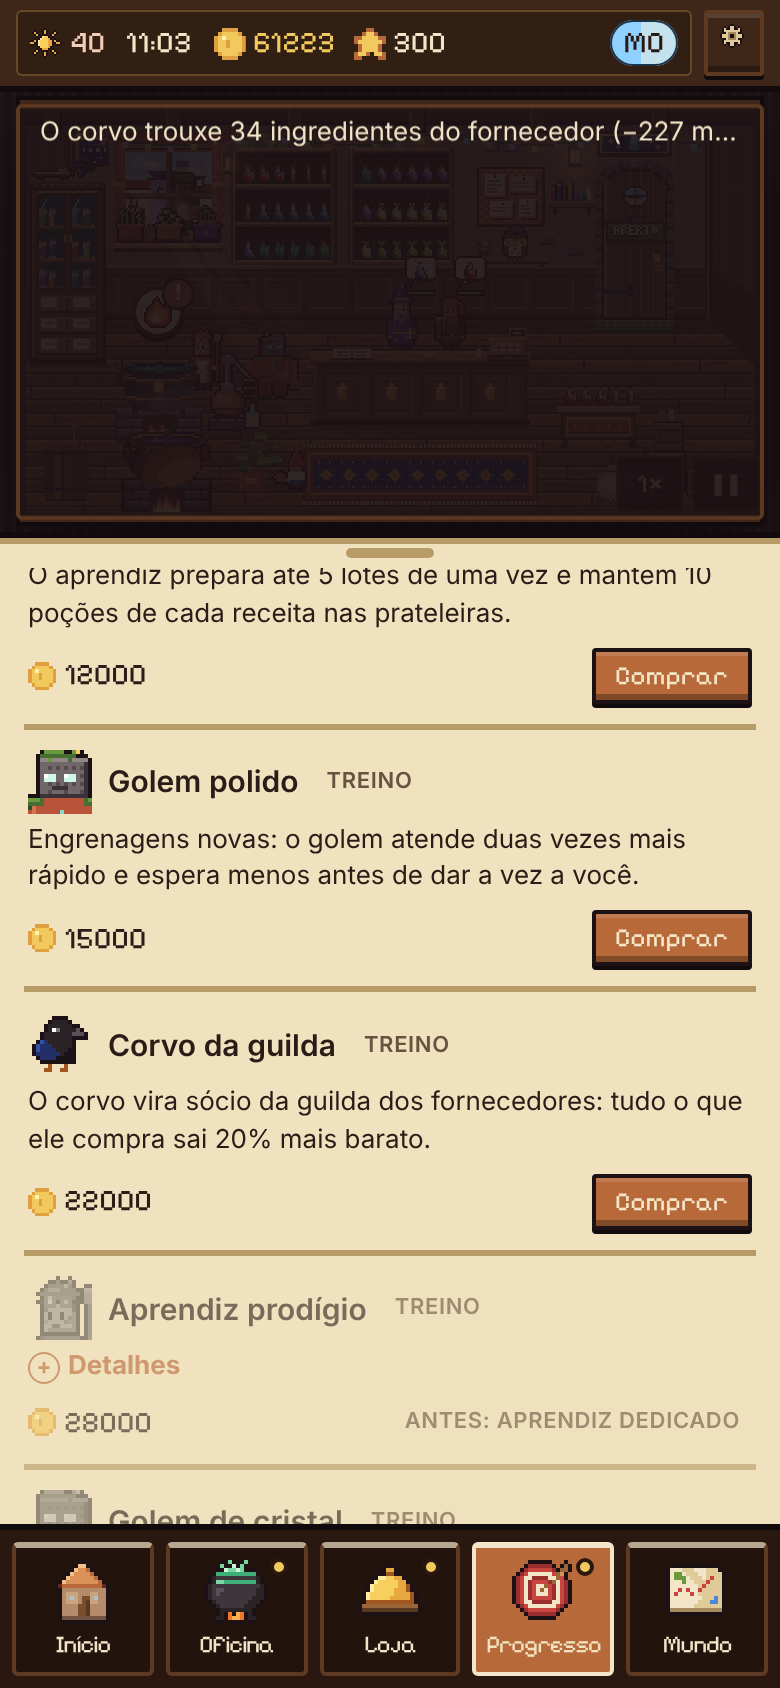 40 11:03 61223 300 MO
O corvo trouxe 34 ingredientes do fornecedor (−227 m...
ABERTO
1×
O aprendiz prepara até 5 lotes de uma vez e mantém 10
poções de cada receita nas prateleiras.
12000 Comprar
Golem polido TREINO
Engrenagens novas: o golem atende duas vezes mais
rápido e espera menos antes de dar a vez a você.
15000 Comprar
Corvo da guilda TREINO
O corvo vira sócio da guilda dos fornecedores: tudo o que
ele compra sai 20% mais barato.
22000 Comprar
Aprendiz prodígio TREINO
+ Detalhes
28000 ANTES: APRENDIZ DEDICADO
Golem de cristal TREINO
Início Oficina Loja Progresso Mundo